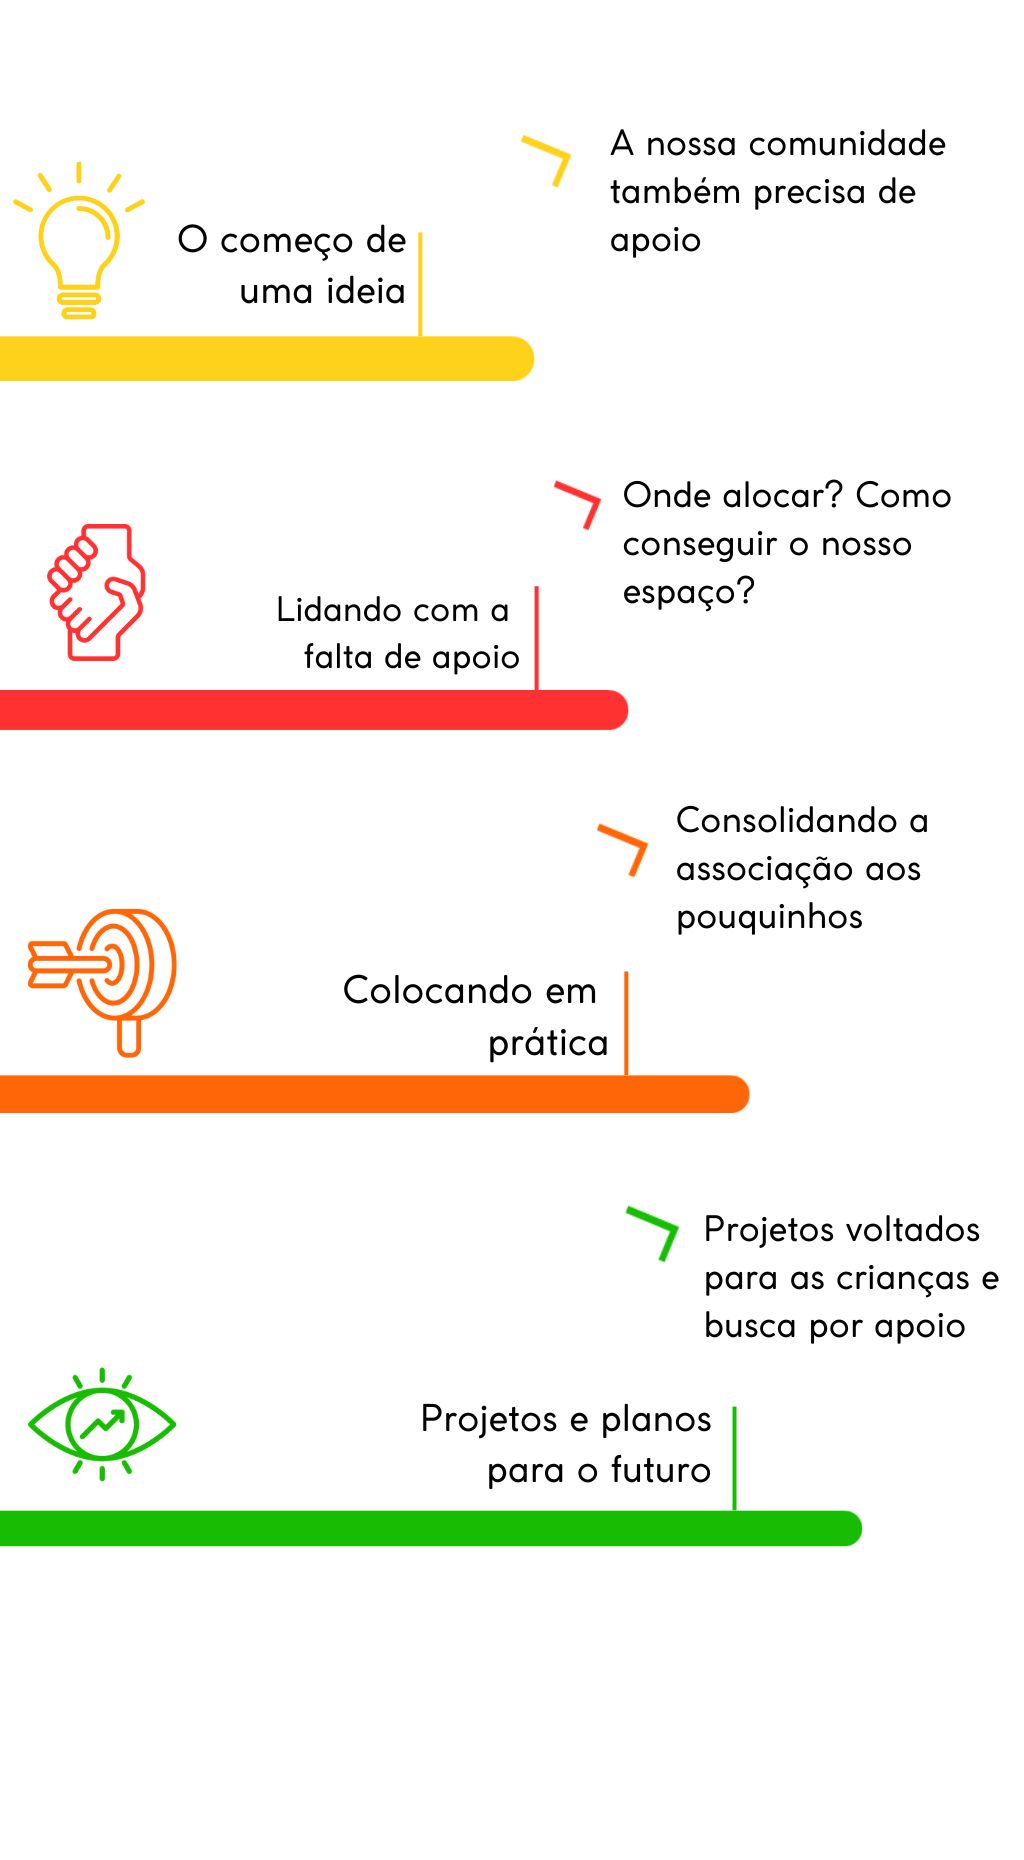 A nossa comunidade
também precisa de
apoio
O começo de
uma ideia
Onde alocar? Como
conseguir o nosso
espaço?
Lidando com a
falta de apoio
Consolidando a
associação aos
pouquinhos
Colocando em
prática
Projetos voltados
para as crianças e
busca por apoio
Projetos e planos
para o futuro